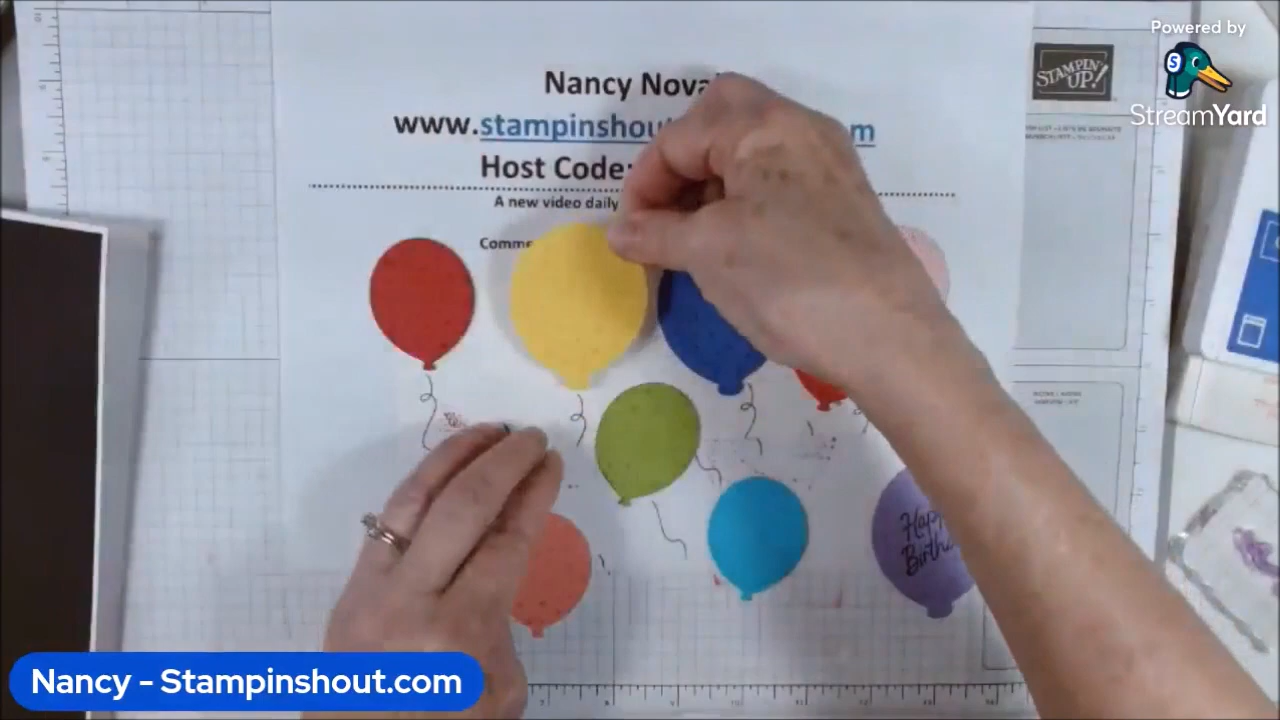 Powered by
StreamYard
STAMPIN' UP!
Nancy Nova
www.stampinshou
m
Host Code:
A new video daily
Comme
Happ
Birth
Nancy - Stampinshout.com